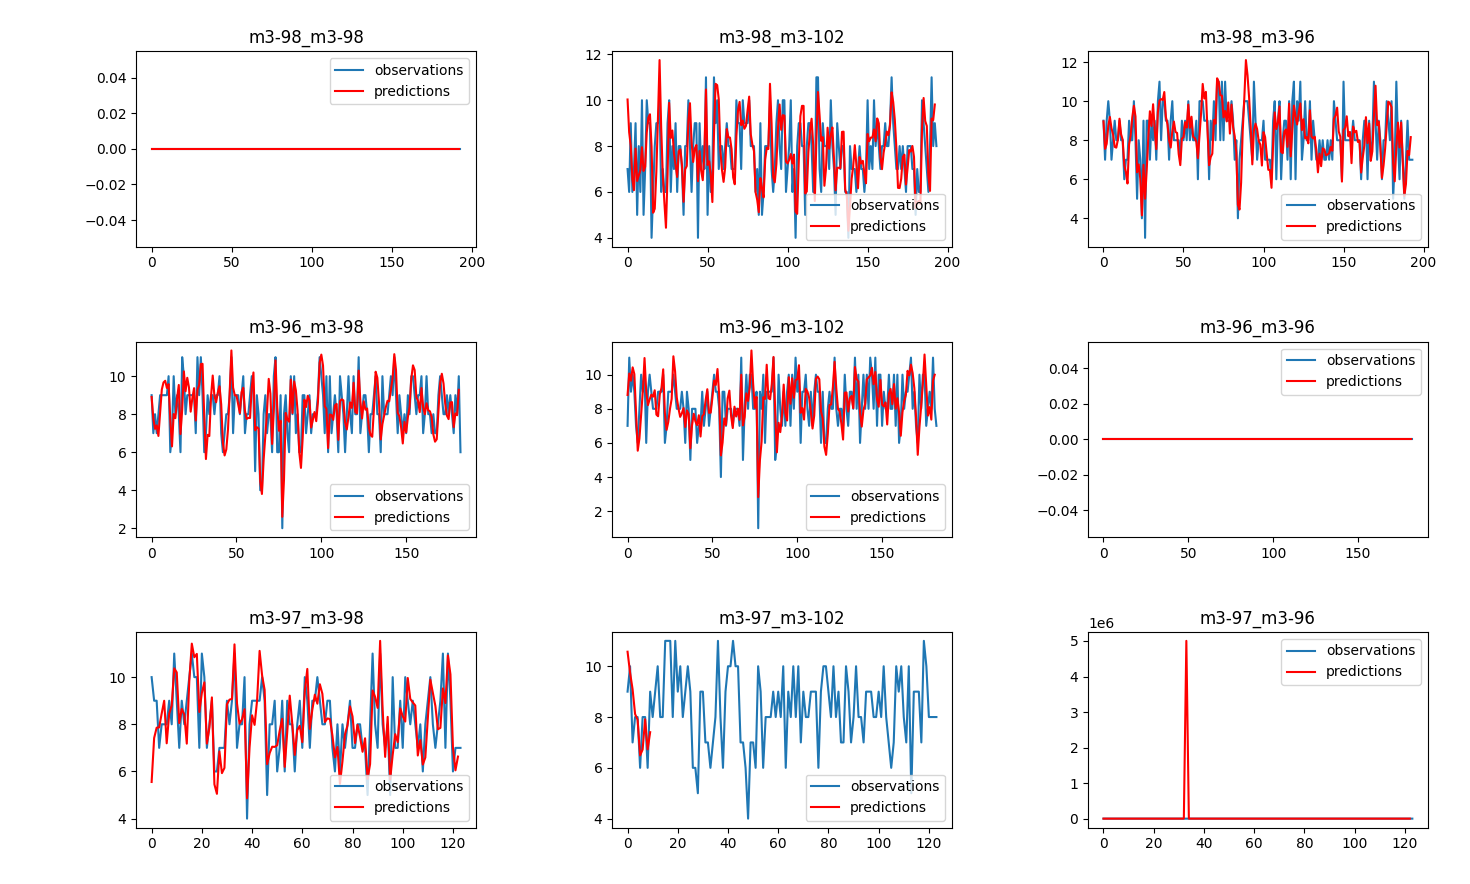 m3-98_m3-98
observations
predictions
0.04
0.02
0.00
−0.02
−0.04
0 50 100 150 200
m3-98_m3-102
12
10
8
6
4
observations
predictions
0 50 100 150 200
m3-98_m3-96
12
10
8
6
4
observations
predictions
0 50 100 150 200
m3-96_m3-98
10
8
6
4
2
observations
predictions
0 50 100 150
m3-96_m3-102
10
8
6
4
2
observations
predictions
0 50 100 150
m3-96_m3-96
observations
predictions
0.04
0.02
0.00
−0.02
−0.04
0 50 100 150
m3-97_m3-98
10
8
6
4
observations
predictions
0 20 40 60 80 100 120
m3-97_m3-102
10
8
6
4
observations
predictions
0 20 40 60 80 100 120
m3-97_m3-96
1e6
observations
predictions
5
4
3
2
1
0
0 20 40 60 80 100 120